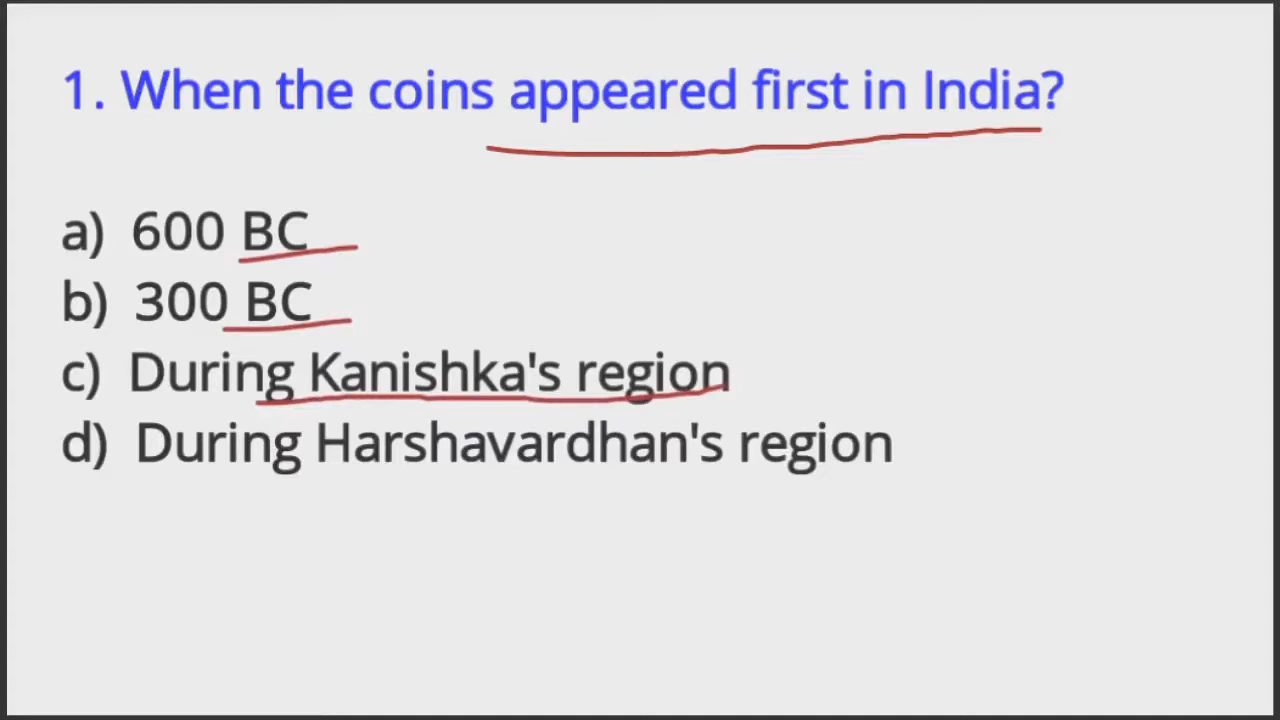 1. When the coins appeared first in India?
a) 600 BC
b) 300 BC
c) During Kanishka's region
d) During Harshavardhan's region